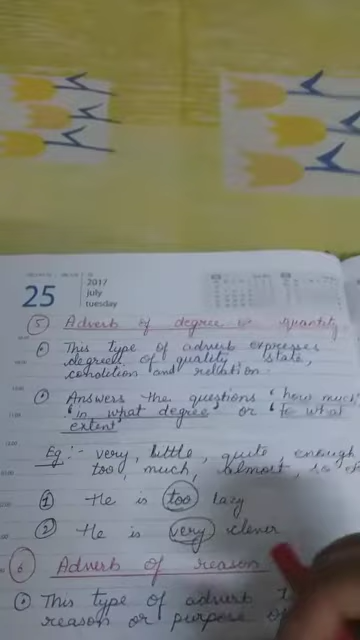 25
2017
july
tuesday
5 Adverb of degree or quantity
This type of adverb expresses
degrees of quality, state,
condition and relation.
Answers the questions 'how much'
'in what degree' or 'to what
extent'
Eg :- very, little, quite, enough
too, much, almost, so
1 He is too lazy
2 He is very clever
6 Adverb of reason
This type of adverb
reason or purpose of